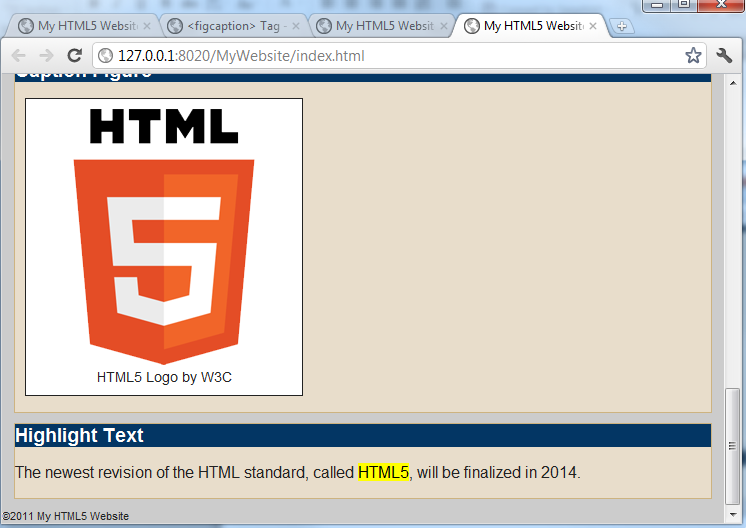 My HTML5 Website
<figcaption> Tag -
My HTML5 Websit
My HTML5 Websit
127.0.0.1:8020/MyWebsite/index.html
Caption Figure
HTML
5
HTML5 Logo by W3C
Highlight Text
The newest revision of the HTML standard, called HTML5, will be finalized in 2014.
©2011 My HTML5 Website